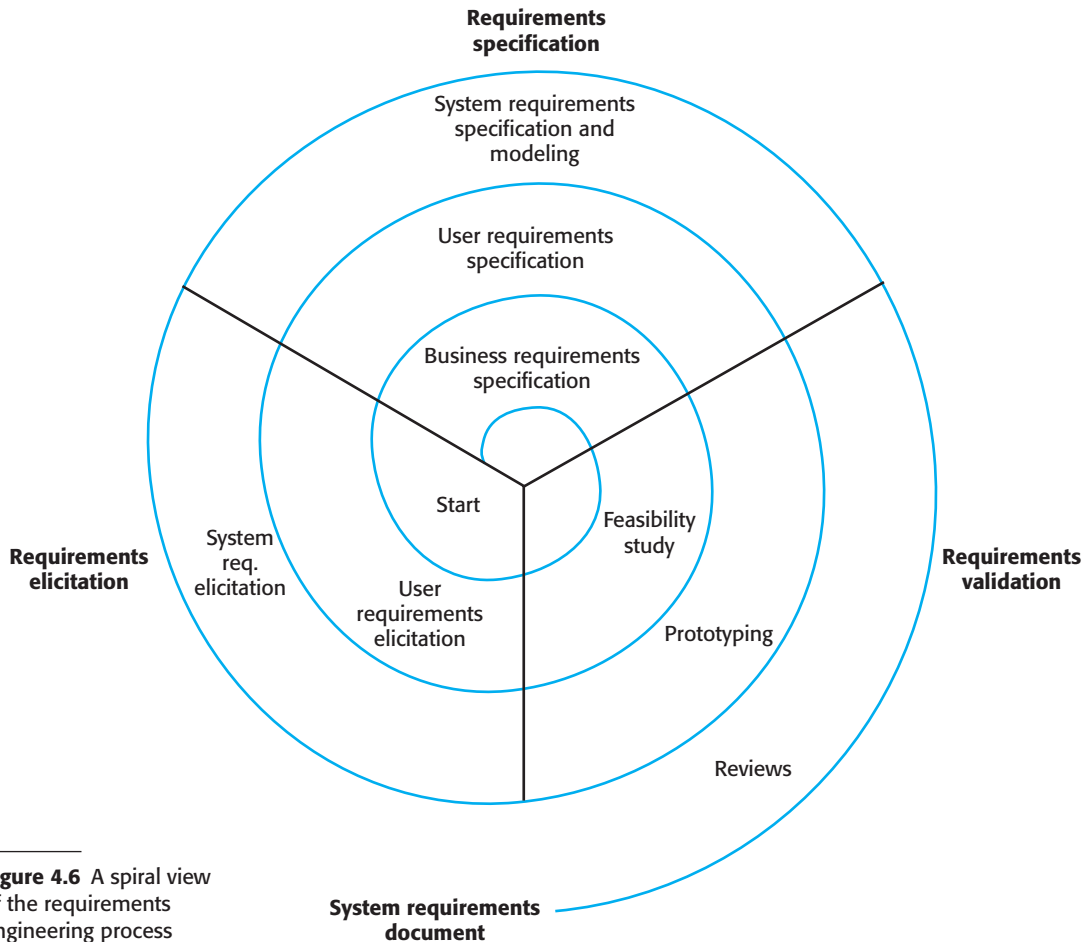 Requirements
specification
System requirements
specification and
modeling
User requirements
specification
Business requirements
specification
Start
Feasibility
study
Requirements
elicitation
System
req.
elicitation
User
requirements
elicitation
Requirements
validation
Prototyping
Reviews
gure 4.6 A spiral view
f the requirements
ngineering process
System requirements
document